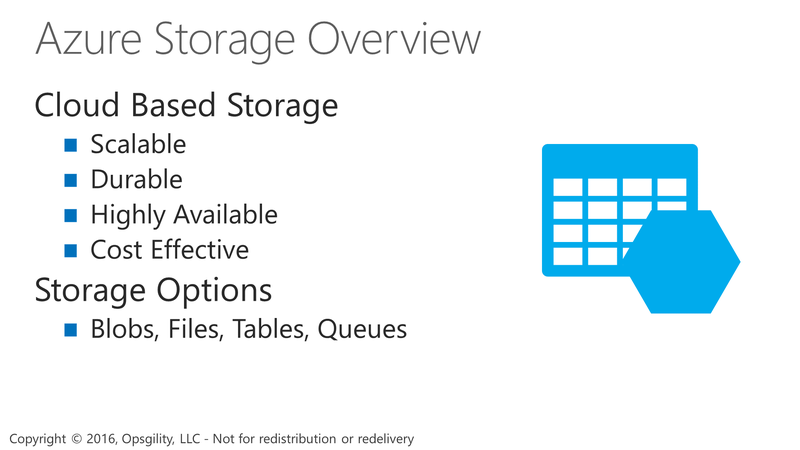 Azure Storage Overview
Cloud Based Storage
Scalable
Durable
Highly Available
Cost Effective
Storage Options
Blobs, Files, Tables, Queues
Copyright © 2016, Opsgility, LLC - Not for redistribution or redelivery